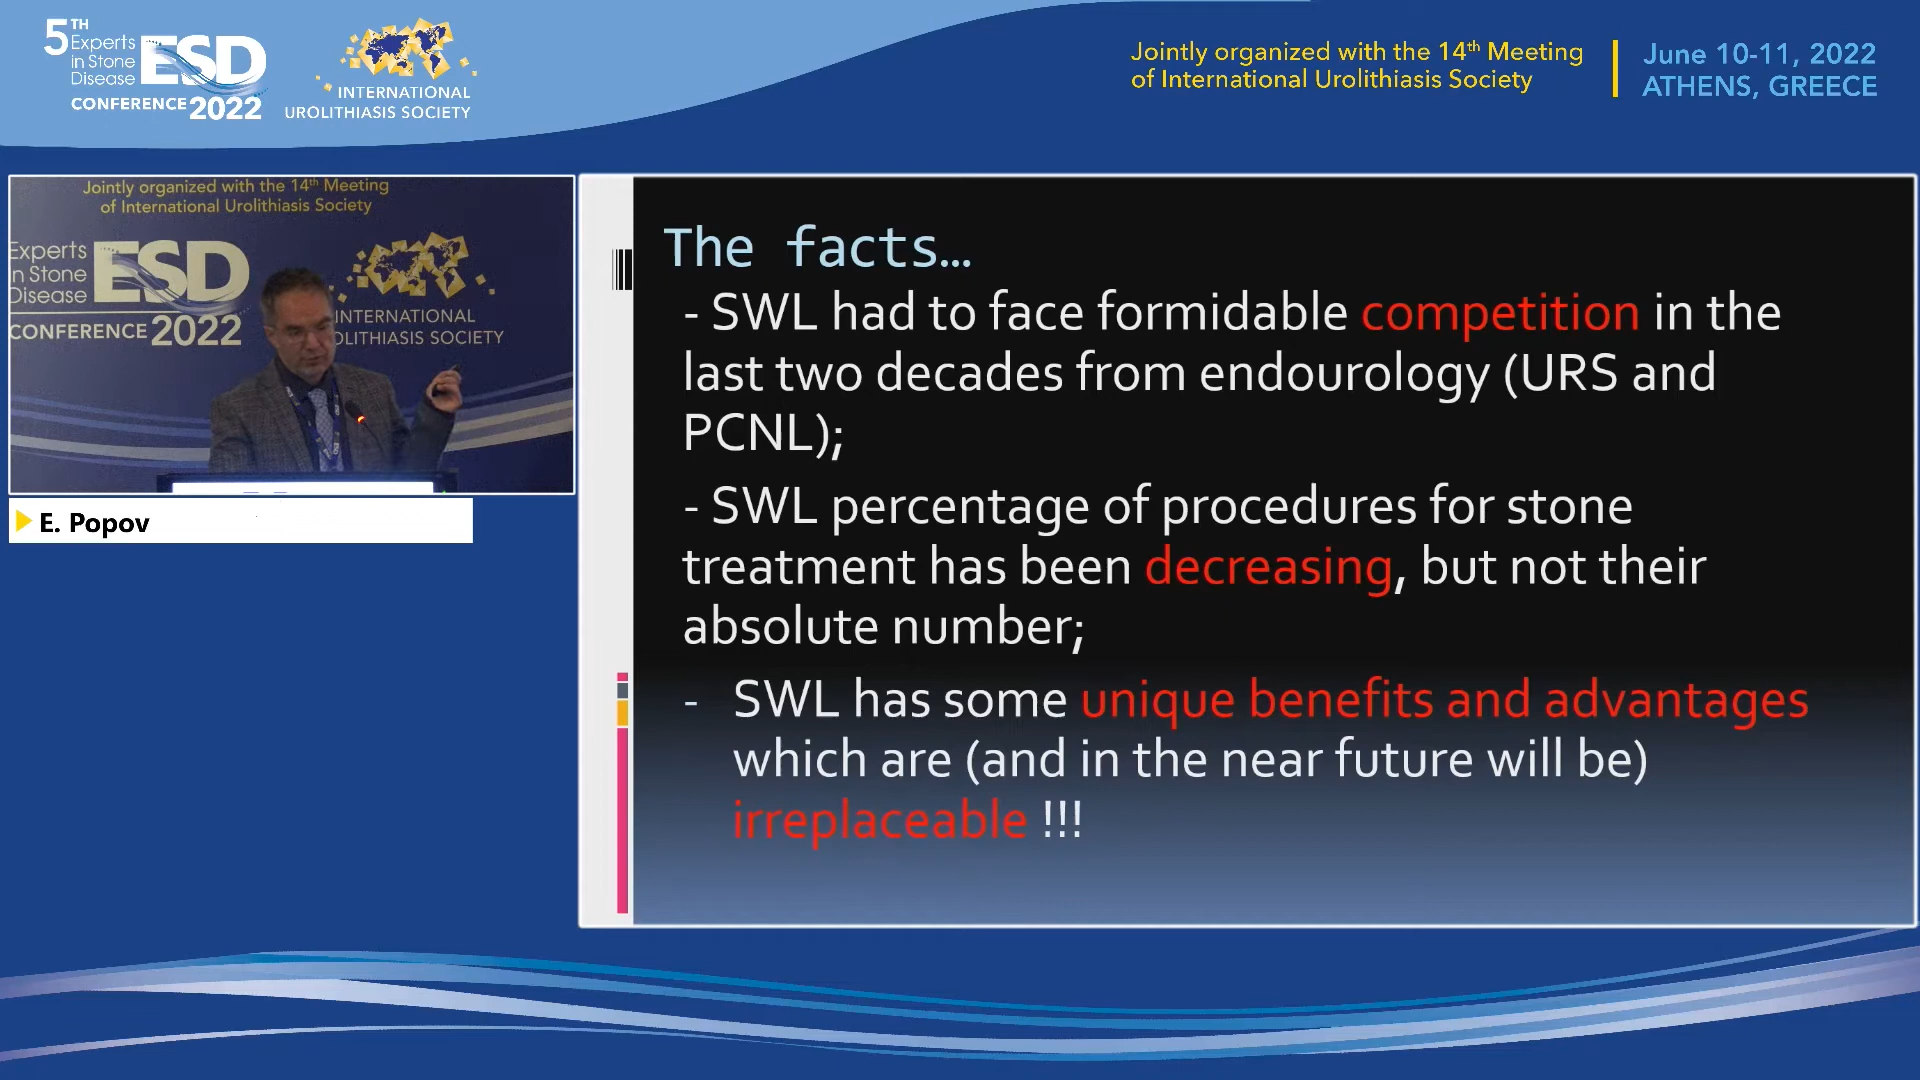 5TH
Experts
in Stone
Disease
ESD
CONFERENCE 2022
INTERNATIONAL
UROLITHIASIS SOCIETY
Jointly organized with the 14th Meeting
of International Urolithiasis Society
June 10-11, 2022
ATHENS, GREECE
Jointly organized with the 14th Meeting
of International Urolithiasis Society
Experts
in Stone
Disease
ESD
CONFERENCE 2022
INTERNATIONAL
OLITHIASIS SOCIETY
E. Popov
The facts…
- SWL had to face formidable competition in the
last two decades from endourology (URS and
PCNL);
- SWL percentage of procedures for stone
treatment has been decreasing, but not their
absolute number;
- SWL has some unique benefits and advantages
which are (and in the near future will be)
irreplaceable !!!